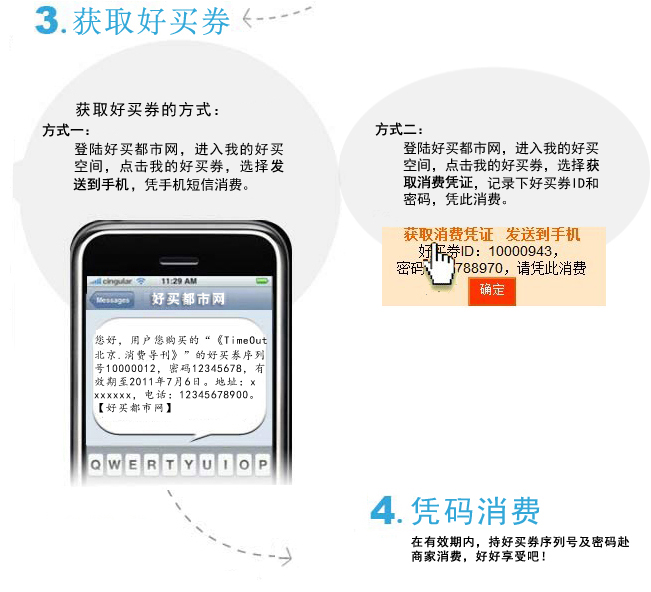 3. 获取好买券
获取好买券的方式：
方式一：
登陆好买都市网，进入我的好买
空间，点击我的好买券，选择发
送到手机，凭手机短信消费。
cingular 11:29 AM
Messages 好买都市网
您好，用户您购买的“《TimeOut
北京.消费导刊》”的好买券序列
号10000012，密码12345678，有
效期至2011年7月6日。地址：x
xxxxxx，电话：12345678900。
【好买都市网】
QWERTYUIOP
方式二：
登陆好买都市网，进入我的好买
空间，点击我的好买券，选择获
取消费凭证，记录下好买券ID和
密码，凭此消费。
获取消费凭证 发送到手机
好买券ID：10000943，
密码 788970，请凭此消费
确定
4. 凭码消费
在有效期内，持好买券序列号及密码赴
商家消费，好好享受吧！